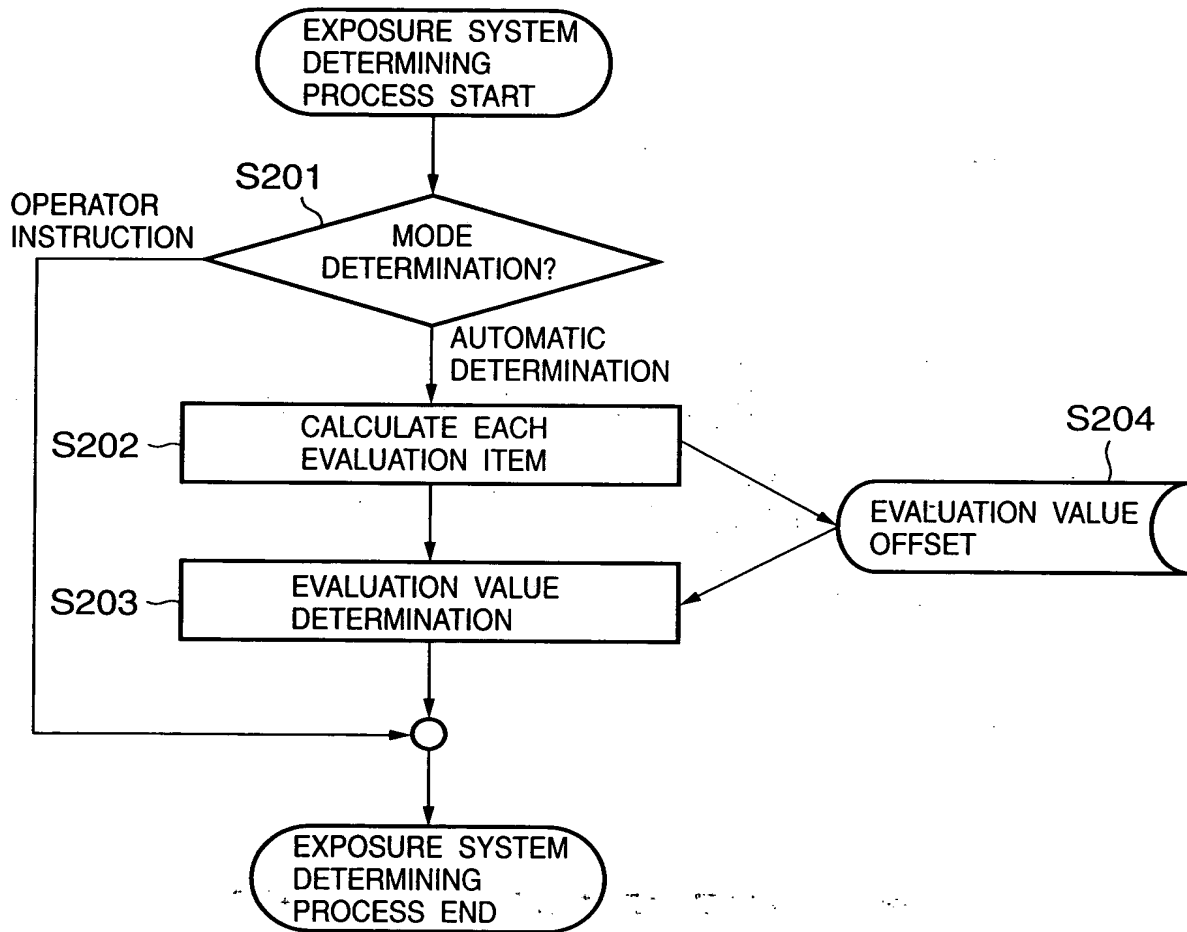 EXPOSURE SYSTEM
DETERMINING
PROCESS START
S201
OPERATOR
INSTRUCTION
MODE
DETERMINATION?
AUTOMATIC
DETERMINATION
S202
CALCULATE EACH
EVALUATION ITEM
S204
EVALUATION VALUE
OFFSET
S203
EVALUATION VALUE
DETERMINATION
EXPOSURE SYSTEM
DETERMINING
PROCESS END